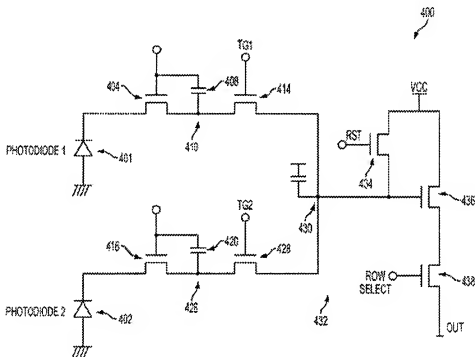 400
TG1
VCC
404
408
414
RST
410
PHOTODIODE 1
401
434
436
430
TG2
416
420
428
ROW
SELECT
438
426
432
PHOTODIODE 2
402
OUT